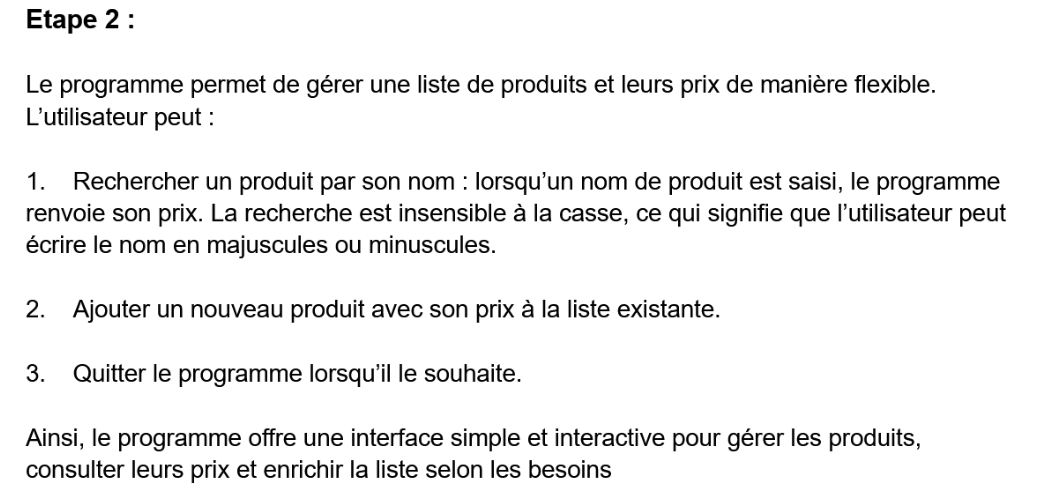 Etape 2 :
Le programme permet de gérer une liste de produits et leurs prix de manière flexible.
L’utilisateur peut :
1. Rechercher un produit par son nom : lorsqu’un nom de produit est saisi, le programme
renvoie son prix. La recherche est insensible à la casse, ce qui signifie que l’utilisateur peut
écrire le nom en majuscules ou minuscules.
2. Ajouter un nouveau produit avec son prix à la liste existante.
3. Quitter le programme lorsqu’il le souhaite.
Ainsi, le programme offre une interface simple et interactive pour gérer les produits,
consulter leurs prix et enrichir la liste selon les besoins